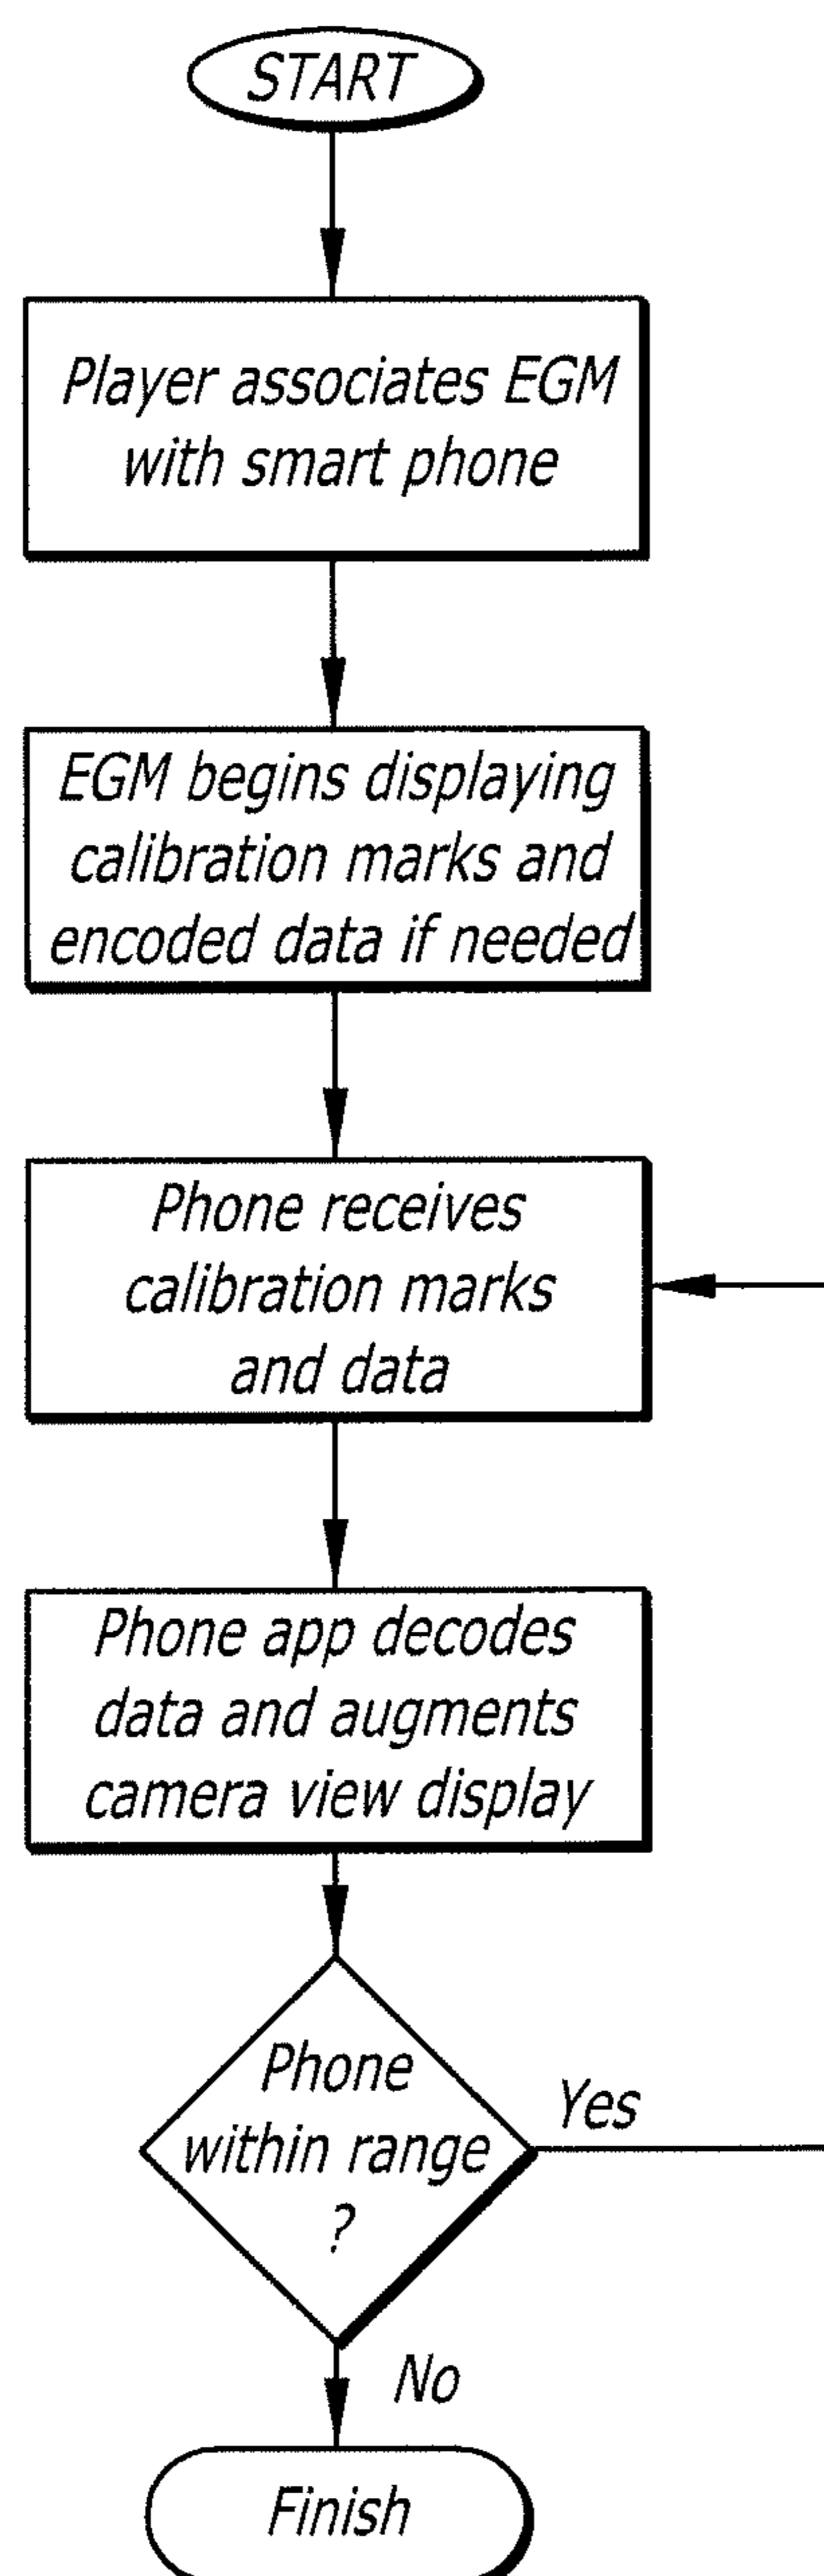 START
Player associates EGM
with smart phone
EGM begins displaying
calibration marks and
encoded data if needed
Phone receives
calibration marks
and data
Phone app decodes
data and augments
camera view display
Phone
within range
?
Yes
No
Finish